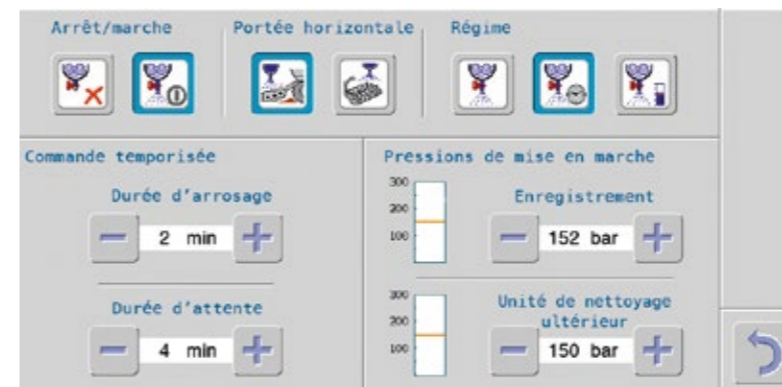 Arrêt/marche
Portée horizontale
Régime
Commande temporisée
Durée d'arrosage
2 min
Durée d'attente
4 min
Pressions de mise en marche
300
200
100
Enregistrement
152 bar
300
200
100
Unité de nettoyage
ultérieur
150 bar